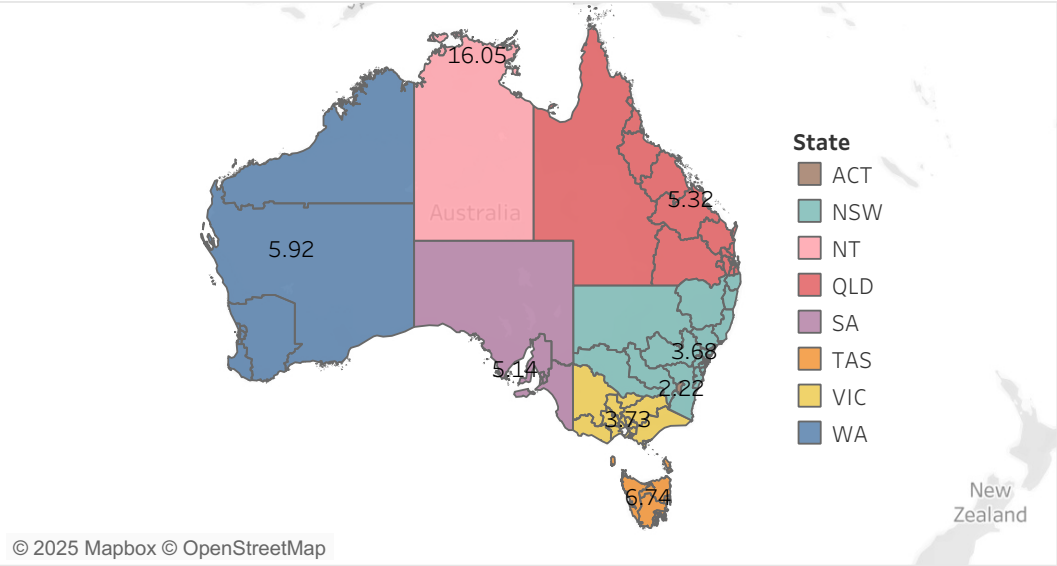 16.05
State
ACT
5.32
NSW
Australia
NT
5.92
QLD
SA
3.68
5.14
TAS
2.22
VIC
3.73
WA
6.74
New
Zealand
© 2025 Mapbox © OpenStreetMap